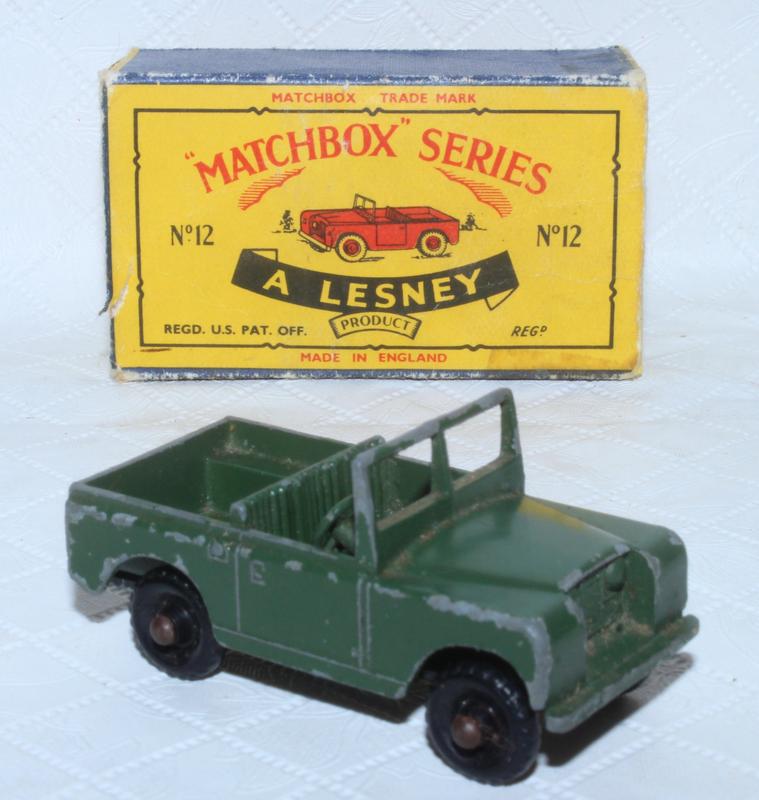 MATCHBOX TRADE MARK
"MATCHBOX" SERIES
Nº12 Nº12
A LESNEY
PRODUCT
REGD. U.S. PAT. OFF. REGᴰ
MADE IN ENGLAND